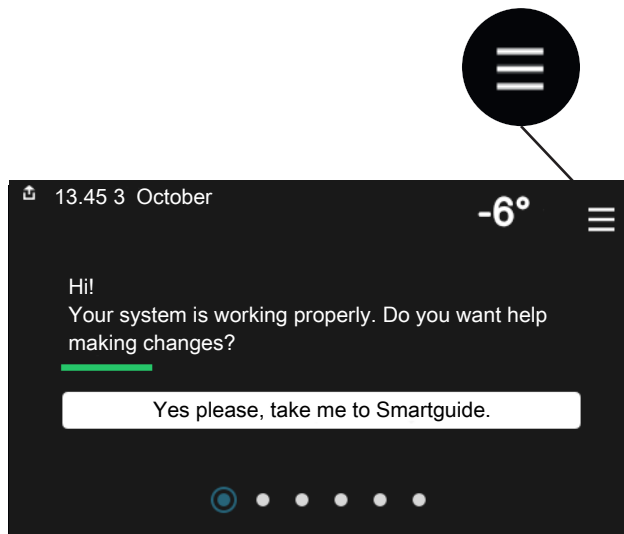 13.45 3 October
-6°
Hi!
Your system is working properly. Do you want help
making changes?
Yes please, take me to Smartguide.